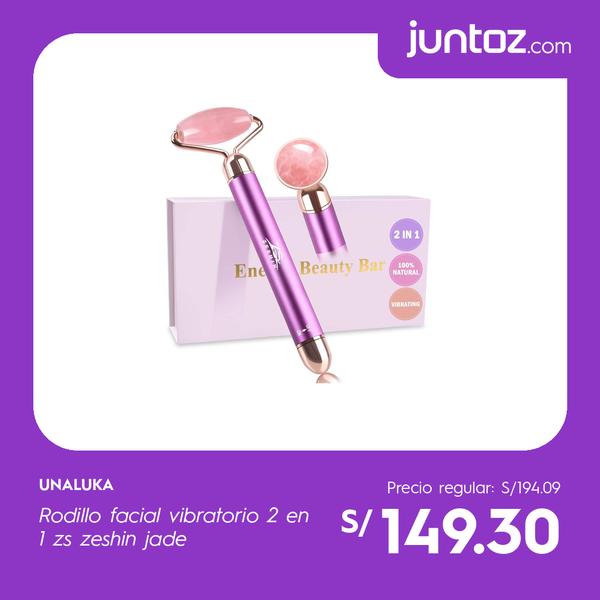 juntoz.com
2 IN 1
Ene Beauty Bar
100%
NATURAL
VIBRATING
UNALUKA
Rodillo facial vibratorio 2 en
1 zs zeshin jade
Precio regular: S/194.09
S/149.30